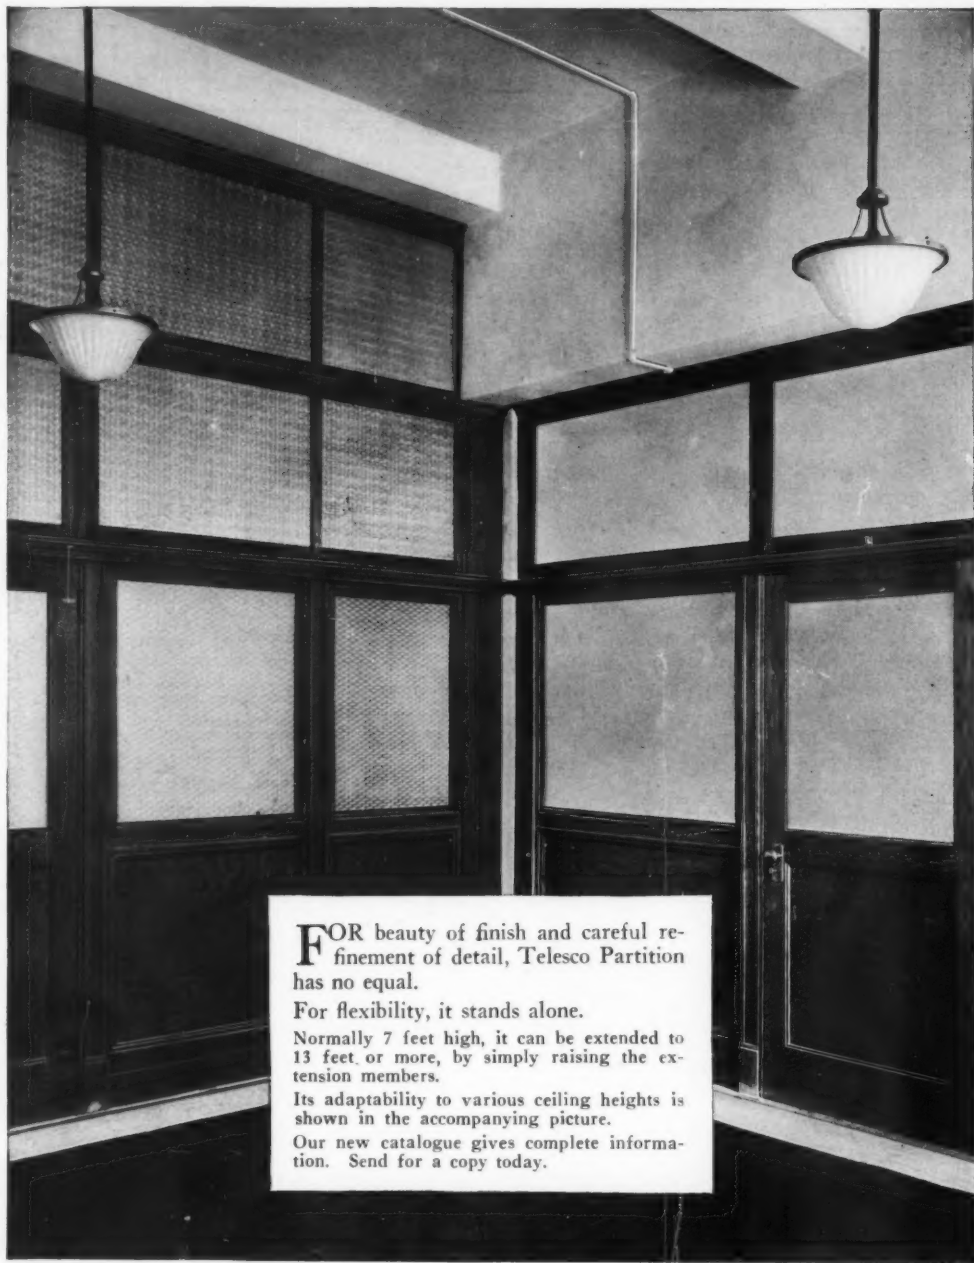 FOR beauty of finish and careful re-
finement of detail, Telesco Partition
has no equal.
For flexibility, it stands alone.
Normally 7 feet high, it can be extended to
13 feet or more, by simply raising the ex-
tension members.
Its adaptability to various ceiling heights is
shown in the accompanying picture.
Our new catalogue gives complete informa-
tion. Send for a copy today.